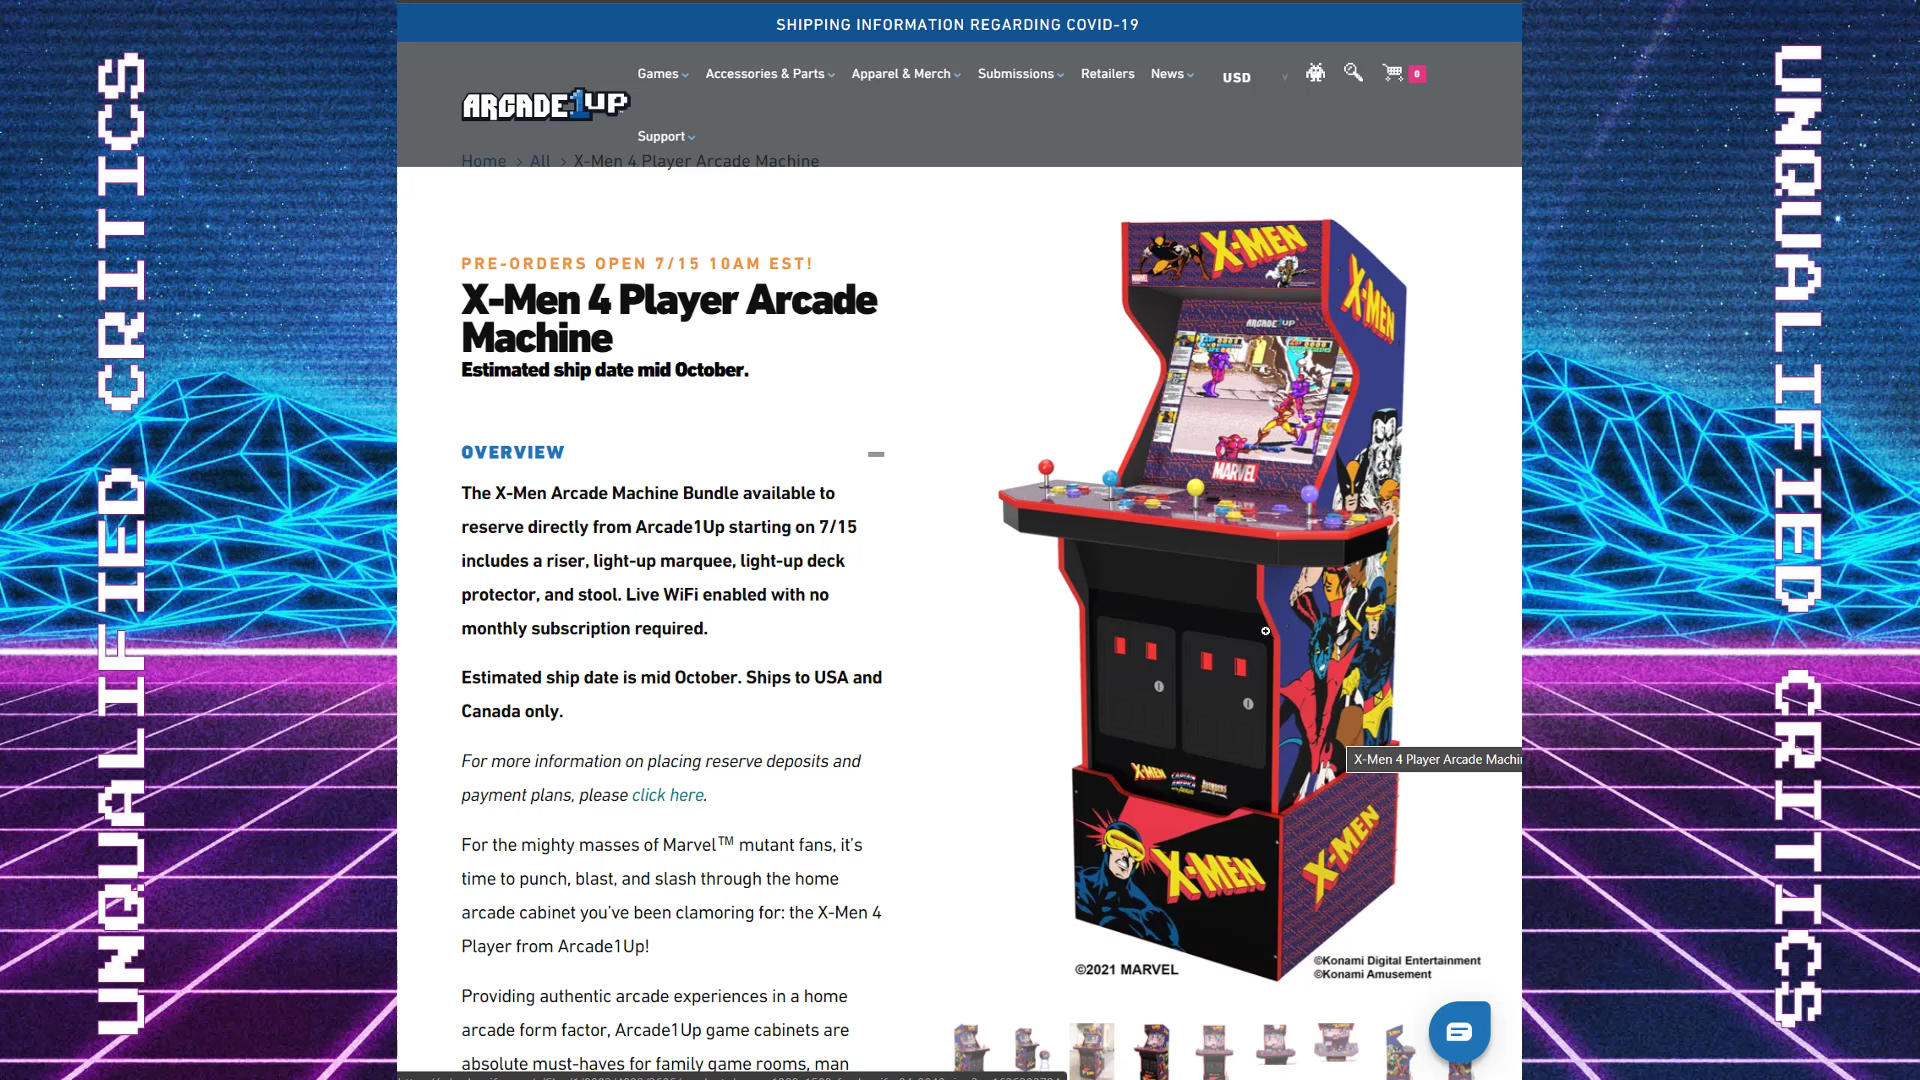 UNQUALIFIED CRITICS
SHIPPING INFORMATION REGARDING COVID-19
ARCADE1UP
Games
Accessories & Parts
Apparel & Merch
Submissions
Retailers
News
USD
0
Support
Home > All > X-Men 4 Player Arcade Machine
PRE-ORDERS OPEN 7/15 10AM EST!
X-Men 4 Player Arcade
Machine
Estimated ship date mid October.
OVERVIEW
The X-Men Arcade Machine Bundle available to
reserve directly from Arcade1Up starting on 7/15
includes a riser, light-up marquee, light-up deck
protector, and stool. Live WiFi enabled with no
monthly subscription required.
Estimated ship date is mid October. Ships to USA and
Canada only.
For more information on placing reserve deposits and
payment plans, please click here.
For the mighty masses of Marvel™ mutant fans, it's
time to punch, blast, and slash through the home
arcade cabinet you've been clamoring for: the X-Men 4
Player from Arcade1Up!
Providing authentic arcade experiences in a home
arcade form factor, Arcade1Up game cabinets are
absolute must-haves for family game rooms, man
X-MEN
X-MEN
ARCADE1UP
MARVEL
X-MEN
CAPTAIN AMERICA
AVENGERS
X-MEN
X-MEN
X-Men 4 Player Arcade Machi
©2021 MARVEL
©Konami Digital Entertainment
©Konami Amusement
UNQUALIFIED CRITICS